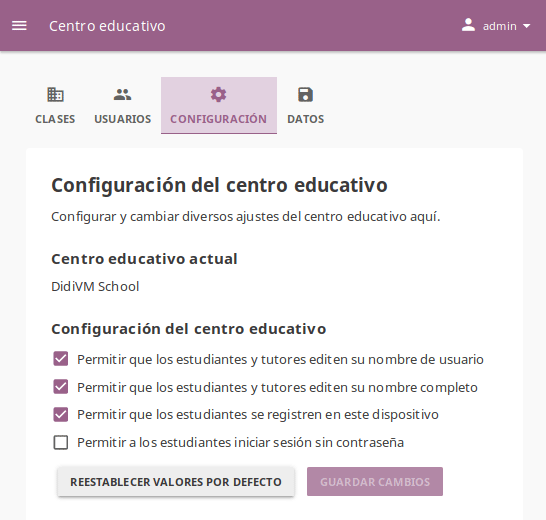 Centro educativo
admin
CLASES
USUARIOS
CONFIGURACIÓN
DATOS
Configuración del centro educativo
Configurar y cambiar diversos ajustes del centro educativo aquí.
Centro educativo actual
DidiVM School
Configuración del centro educativo
Permitir que los estudiantes y tutores editen su nombre de usuario
Permitir que los estudiantes y tutores editen su nombre completo
Permitir que los estudiantes se registren en este dispositivo
Permitir a los estudiantes iniciar sesión sin contraseña
REESTABLECER VALORES POR DEFECTO
GUARDAR CAMBIOS